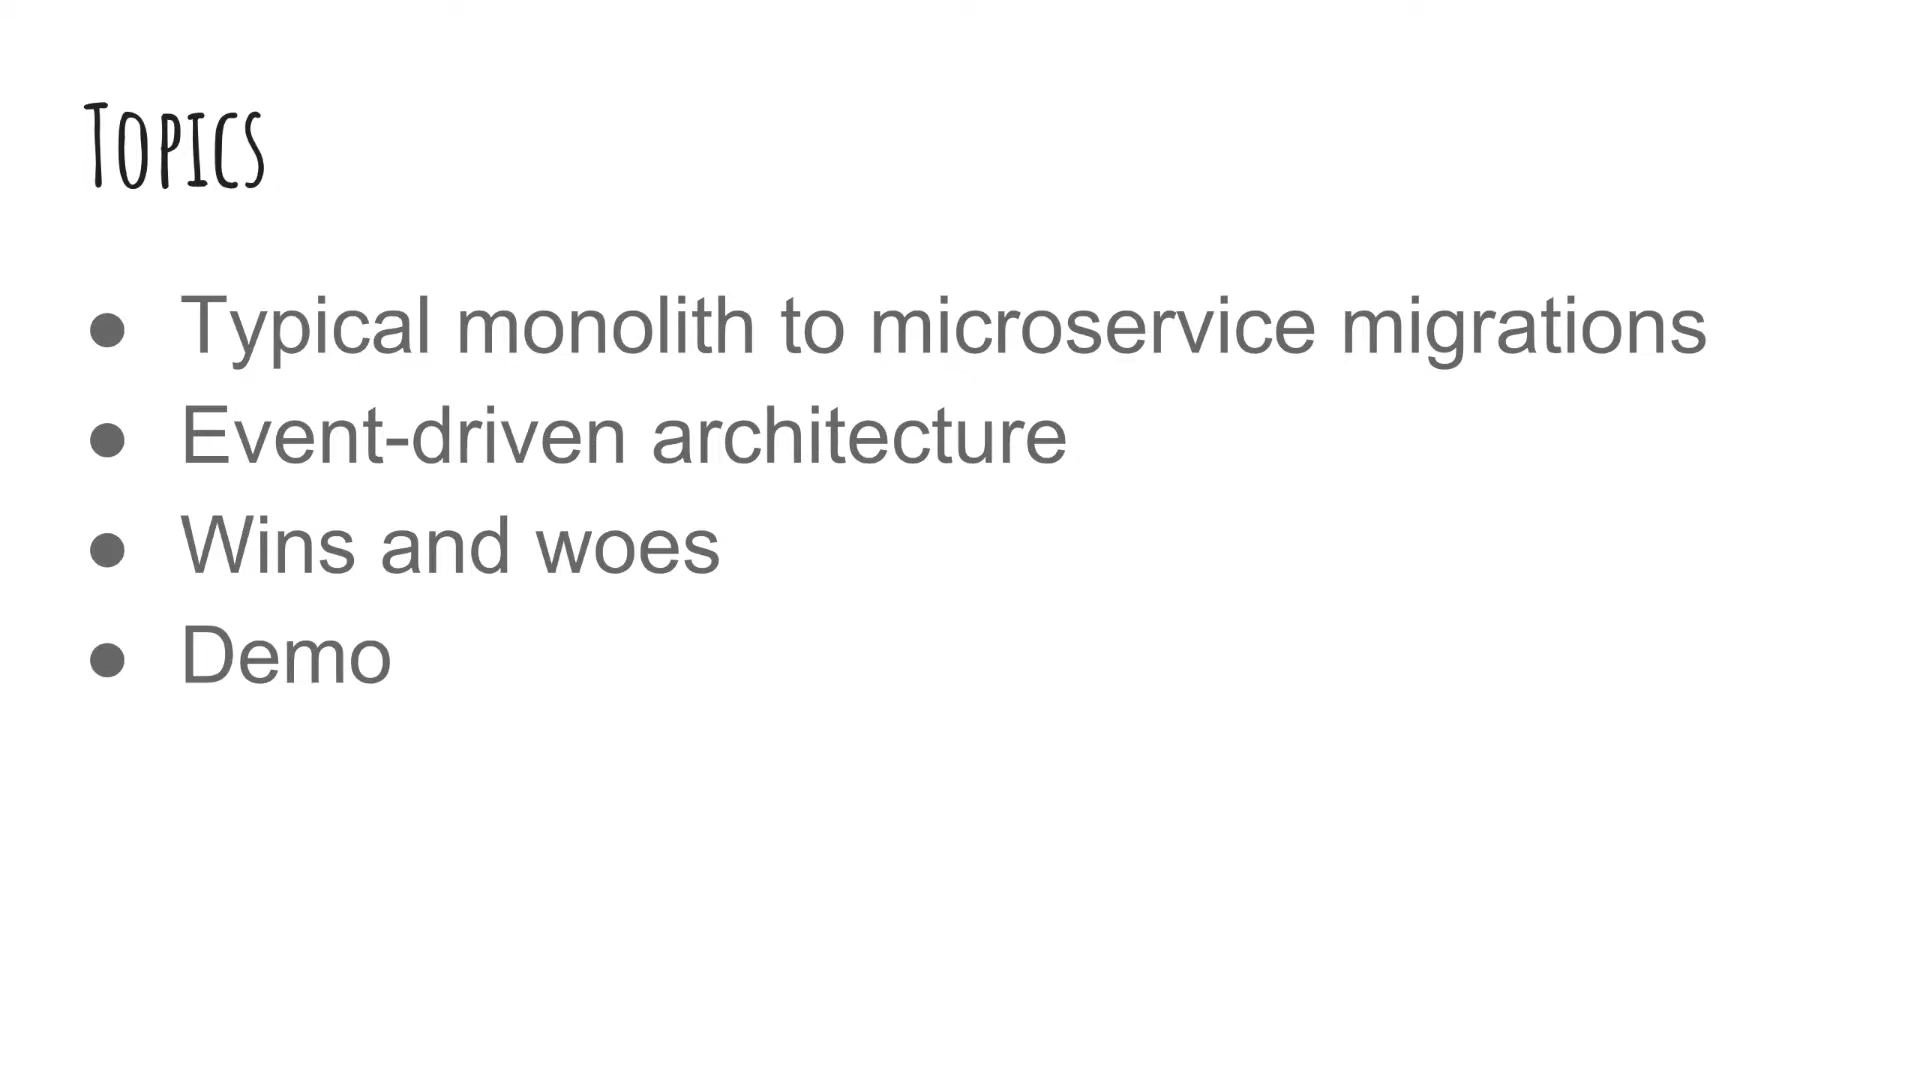 Topics
● Typical monolith to microservice migrations
● Event-driven architecture
● Wins and woes
● Demo